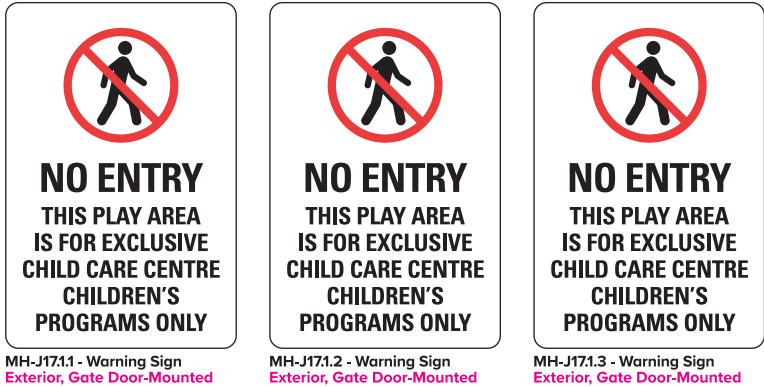 NO ENTRY
THIS PLAY AREA
IS FOR EXCLUSIVE
CHILD CARE CENTRE
CHILDREN'S
PROGRAMS ONLY
MH-J17.1.1 - Warning Sign
Exterior, Gate Door-Mounted
NO ENTRY
THIS PLAY AREA
IS FOR EXCLUSIVE
CHILD CARE CENTRE
CHILDREN'S
PROGRAMS ONLY
MH-J17.1.2 - Warning Sign
Exterior, Gate Door-Mounted
NO ENTRY
THIS PLAY AREA
IS FOR EXCLUSIVE
CHILD CARE CENTRE
CHILDREN'S
PROGRAMS ONLY
MH-J17.1.3 - Warning Sign
Exterior, Gate Door-Mounted